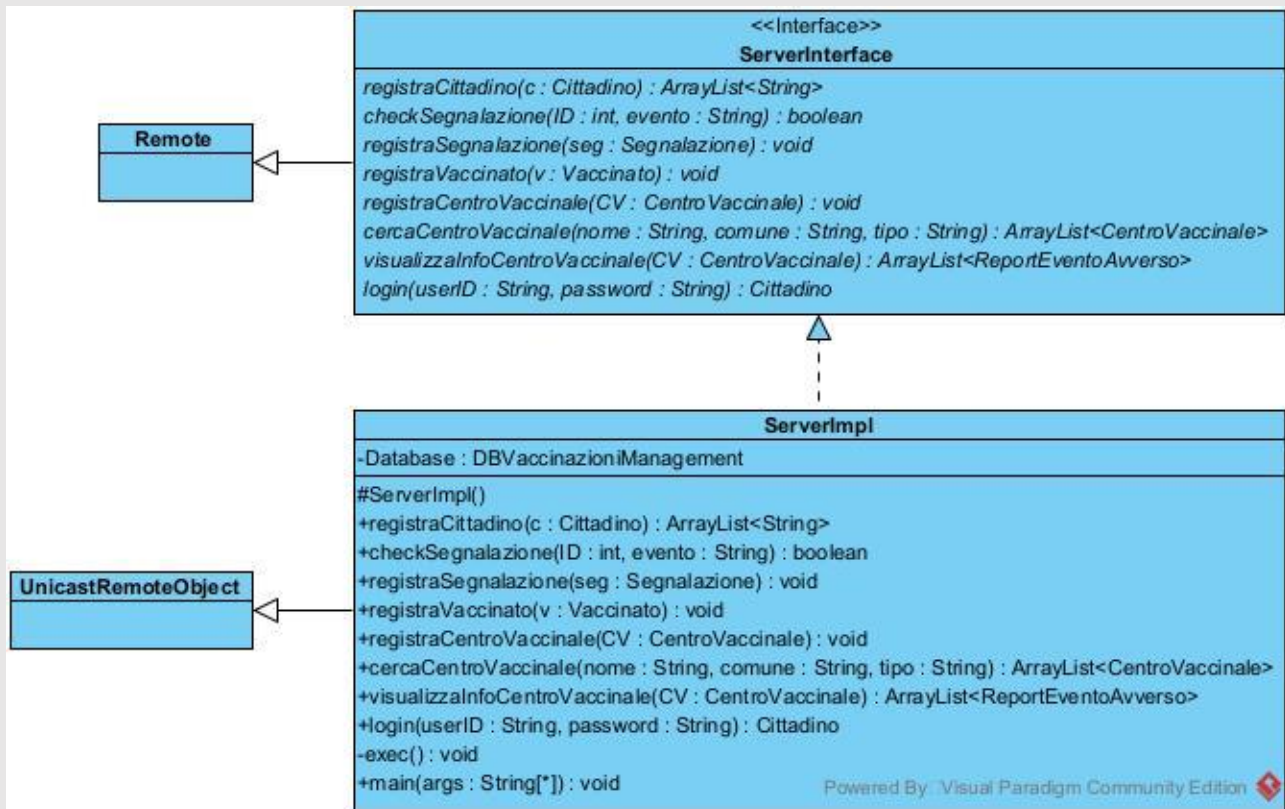 <<Interface>>
ServerInterface
registraCittadino(c : Cittadino) : ArrayList<String>
checkSegnalazione(ID : int, evento : String) : boolean
registraSegnalazione(seg : Segnalazione) : void
registraVaccinato(v : Vaccinato) : void
registraCentroVaccinale(CV : CentroVaccinale) : void
cercaCentroVaccinale(nome : String, comune : String, tipo : String) : ArrayList<CentroVaccinale>
visualizzaInfoCentroVaccinale(CV : CentroVaccinale) : ArrayList<ReportEventoAvverso>
login(userID : String, password : String) : Cittadino
Remote
ServerImpl
-Database : DBVaccinazioniManagement
#ServerImpl()
+registraCittadino(c : Cittadino) : ArrayList<String>
+checkSegnalazione(ID : int, evento : String) : boolean
+registraSegnalazione(seg : Segnalazione) : void
+registraVaccinato(v : Vaccinato) : void
+registraCentroVaccinale(CV : CentroVaccinale) : void
+cercaCentroVaccinale(nome : String, comune : String, tipo : String) : ArrayList<CentroVaccinale>
+visualizzaInfoCentroVaccinale(CV : CentroVaccinale) : ArrayList<ReportEventoAvverso>
+login(userID : String, password : String) : Cittadino
-exec() : void
+main(args : String[*]) : void
UnicastRemoteObject
Powered By Visual Paradigm Community Edition